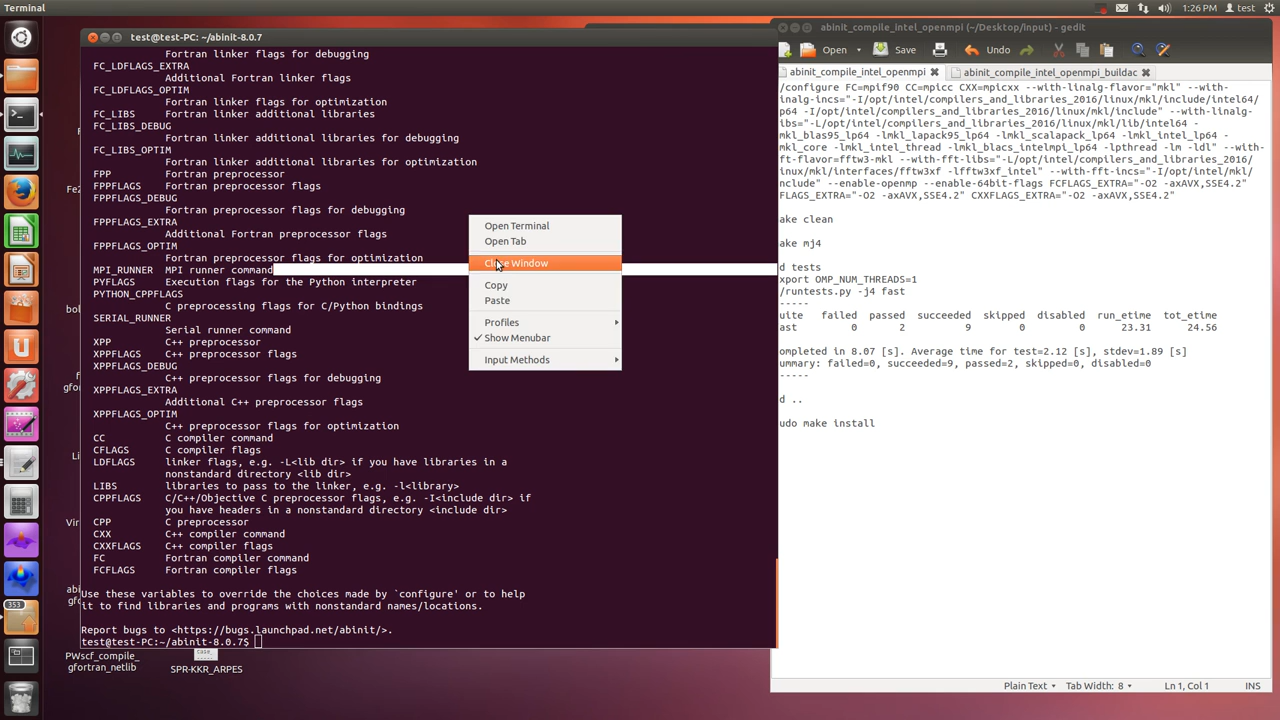 Terminal
1:26 PM
test
test@test-PC: ~/abinit-8.0.7
Fortran linker flags for debugging
FC_LDFLAGS_EXTRA
Additional Fortran linker flags
FC_LDFLAGS_OPTIM
Fortran linker flags for optimization
FC_LIBS Fortran linker additional libraries
FC_LIBS_DEBUG
Fortran linker additional libraries for debugging
FC_LIBS_OPTIM
Fortran linker additional libraries for optimization
FPP Fortran preprocessor
FPPFLAGS Fortran preprocessor flags
FPPFLAGS_DEBUG
Fortran preprocessor flags for debugging
FPPFLAGS_EXTRA
Additional Fortran preprocessor flags
FPPFLAGS_OPTIM
Fortran preprocessor flags for optimization
MPI_RUNNER MPI runner command
PYFLAGS Execution flags for the Python interpreter
PYTHON_CPPFLAGS
C preprocessing flags for C/Python bindings
SERIAL_RUNNER
Serial runner command
XPP C++ preprocessor
XPPFLAGS C++ preprocessor flags
XPPFLAGS_DEBUG
C++ preprocessor flags for debugging
XPPFLAGS_EXTRA
Additional C++ preprocessor flags
XPPFLAGS_OPTIM
C++ preprocessor flags for optimization
CC C compiler command
CFLAGS C compiler flags
LDFLAGS linker flags, e.g. -L<lib dir> if you have libraries in a
nonstandard directory <lib dir>
LIBS libraries to pass to the linker, e.g. -l<library>
CPPFLAGS C/C++/Objective C preprocessor flags, e.g. -I<include dir> if
you have headers in a nonstandard directory <include dir>
CPP C preprocessor
CXX C++ compiler command
CXXFLAGS C++ compiler flags
FC Fortran compiler command
FCFLAGS Fortran compiler flags
Use these variables to override the choices made by `configure' or to help
it to find libraries and programs with nonstandard names/locations.
Report bugs to <https://bugs.launchpad.net/abinit/>.
test@test-PC:~/abinit-8.0.7$
Open Terminal
Open Tab
Close Window
Copy
Paste
Profiles
Show Menubar
Input Methods
abinit_compile_intel_openmpi (~/Desktop/input) - gedit
Open
Save
Undo
abinit_compile_intel_openmpi
abinit_compile_intel_openmpi_buildac
/configure FC=mpif90 CC=mpicc CXX=mpicxx --with-linalg-flavor="mkl" --with-
inalg-incs="-I/opt/intel/compilers_and_libraries_2016/linux/mkl/include/intel64/
p64 -I/opt/intel/compilers_and_libraries_2016/linux/mkl/include" --with-linalg-
ibs="-L/opt/intel/compilers_and_libraries_2016/linux/mkl/lib/intel64 -
mkl_blas95_lp64 -lmkl_lapack95_lp64 -lmkl_scalapack_lp64 -lmkl_intel_lp64 -
mkl_core -lmkl_intel_thread -lmkl_blacs_intelmpi_lp64 -lpthread -lm -ldl" --with-
ft-flavor=fftw3-mkl --with-fft-libs="-L/opt/intel/compilers_and_libraries_2016/
inux/mkl/interfaces/fftw3xf -lfftw3xf_intel" --with-fft-incs="-I/opt/intel/mkl/
nclude" --enable-openmp --enable-64bit-flags FCFLAGS_EXTRA="-O2 -axAVX,SSE4.2"
FLAGS_EXTRA="-O2 -axAVX,SSE4.2" CXXFLAGS_EXTRA="-O2 -axAVX,SSE4.2"
ake clean
ake mj4
d tests
xport OMP_NUM_THREADS=1
/runtests.py -j4 fast
-----
uite failed passed succeeded skipped disabled run_etime tot_etime
ast 0 2 9 0 0 23.31 24.56
ompleted in 8.07 [s]. Average time for test=2.12 [s], stdev=1.89 [s]
ummary: failed=0, succeeded=9, passed=2, skipped=0, disabled=0
-----
d ..
udo make install
Plain Text
Tab Width: 8
Ln 1, Col 1
INS
FeZ
bol
Li
Vir
abi
gfo
353
PWscf_compile_
gfortran_netlib
SPR-KKR_ARPES